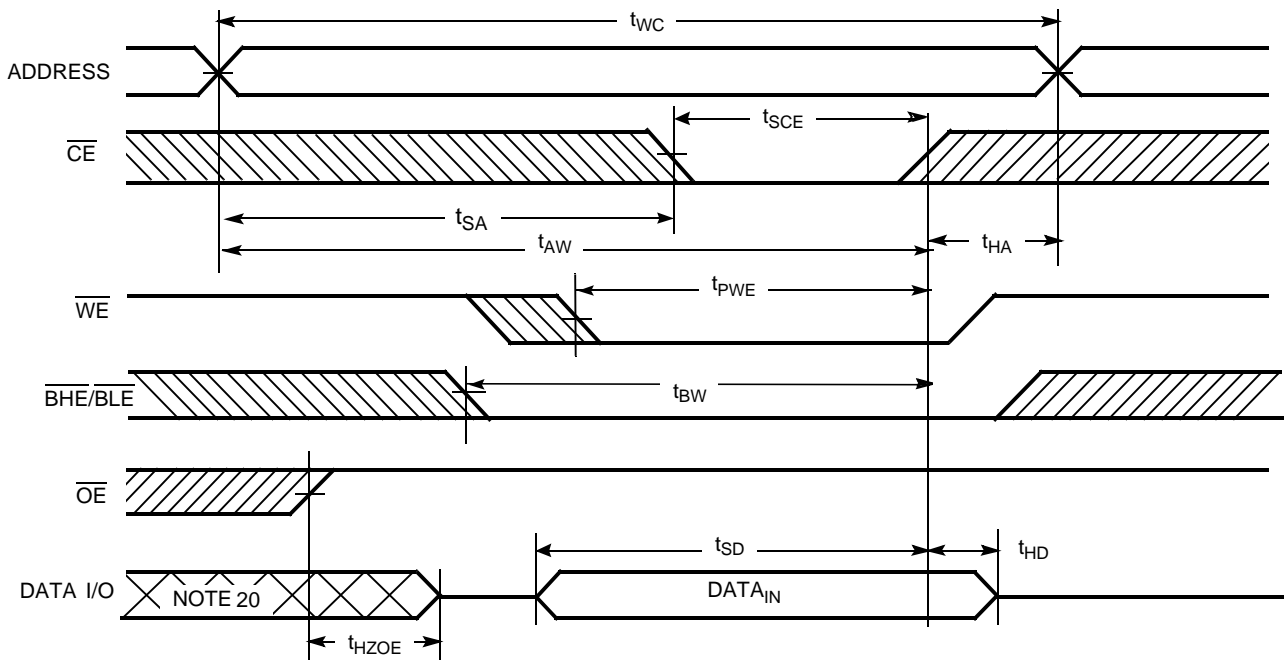 tWC
ADDRESS
tSCE
CE
tSA
tAW
tHA
tPWE
WE
tBW
BHE/BLE
OE
tSD
tHD
DATA I/O
NOTE 20
DATAIN
tHZOE